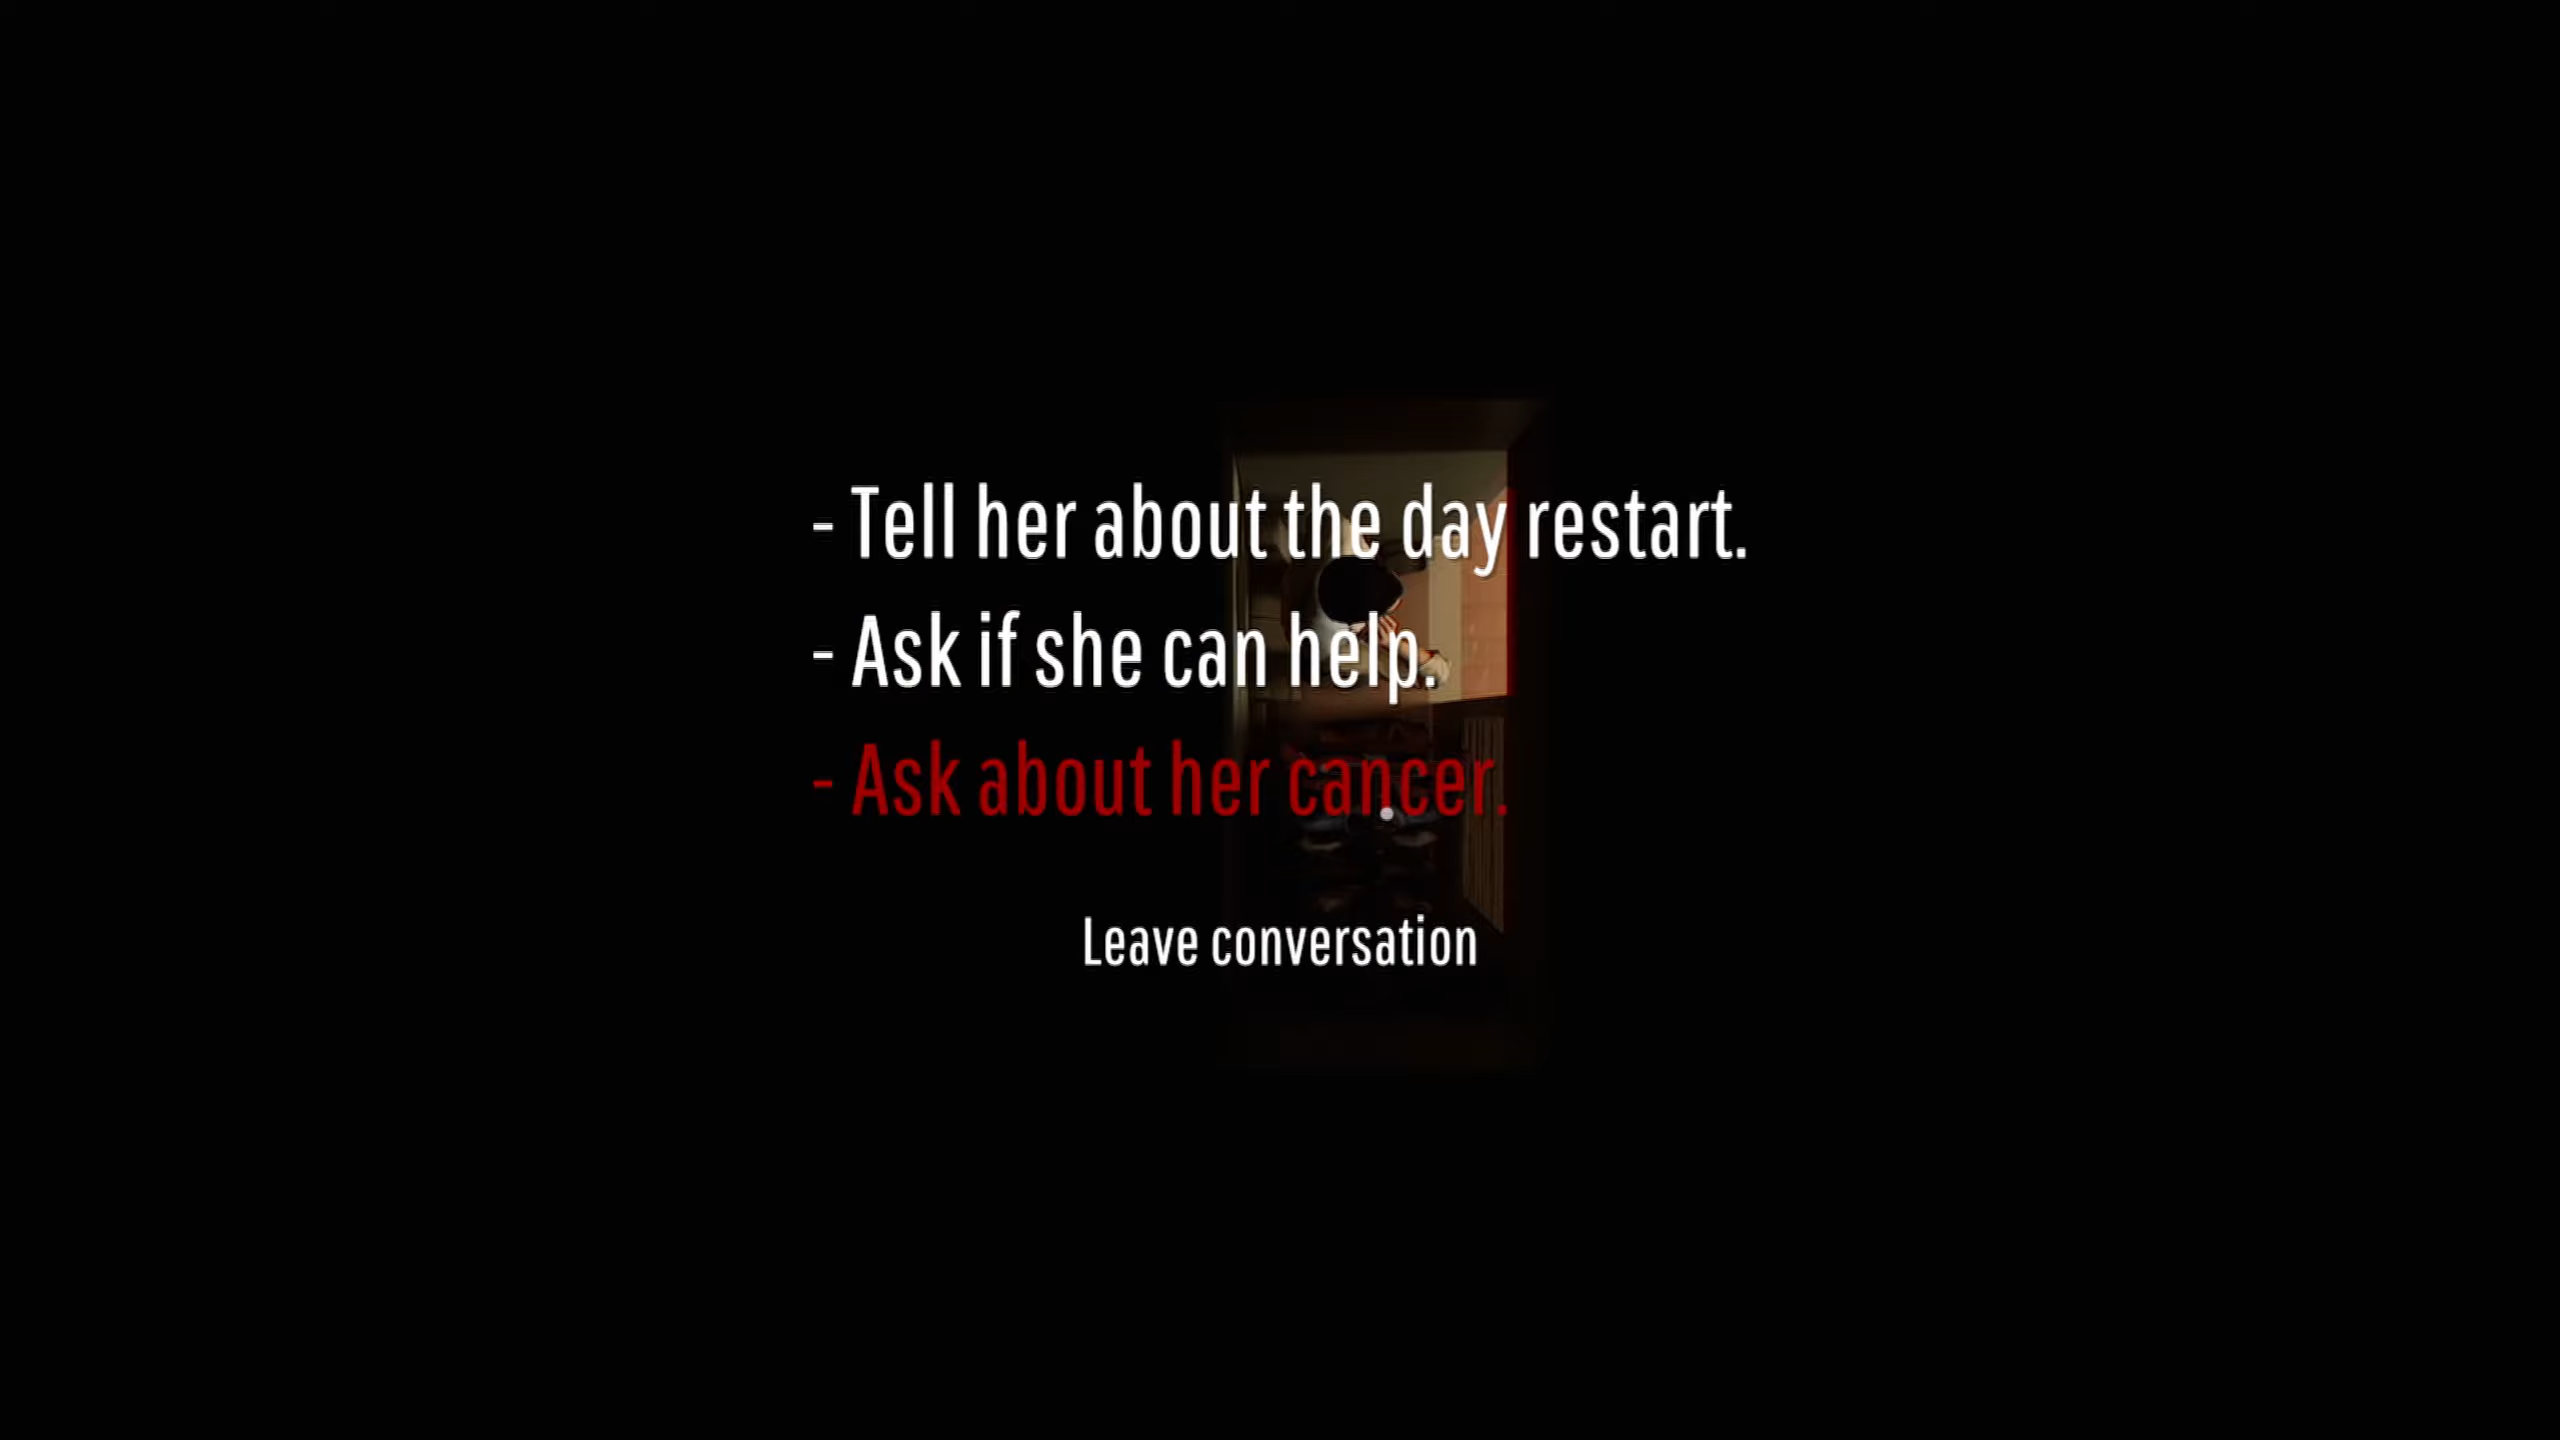 - Tell her about the day restart.
- Ask if she can help.
- Ask about her cancer.
Leave conversation